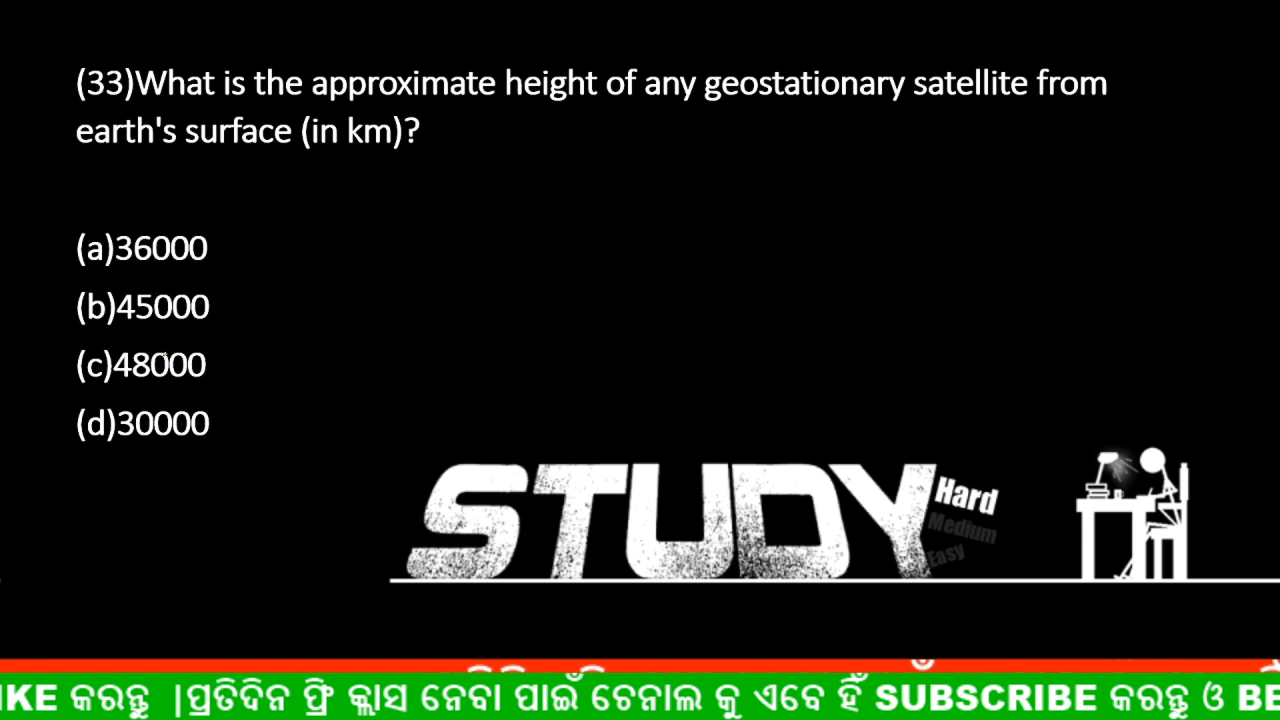 (33)What is the approximate height of any geostationary satellite from
earth's surface (in km)?
(a)36000
(b)45000
(c)48000
(d)30000
STUDY
Hard
Medium
Easy
IKE କରନ୍ତୁ |ପ୍ରତିଦିନ ଫ୍ରି କ୍ଲାସ ନେବା ପାଇଁ ଚେନାଲ କୁ ଏବେ ହିଁ SUBSCRIBE କରନ୍ତୁ ଓ BE